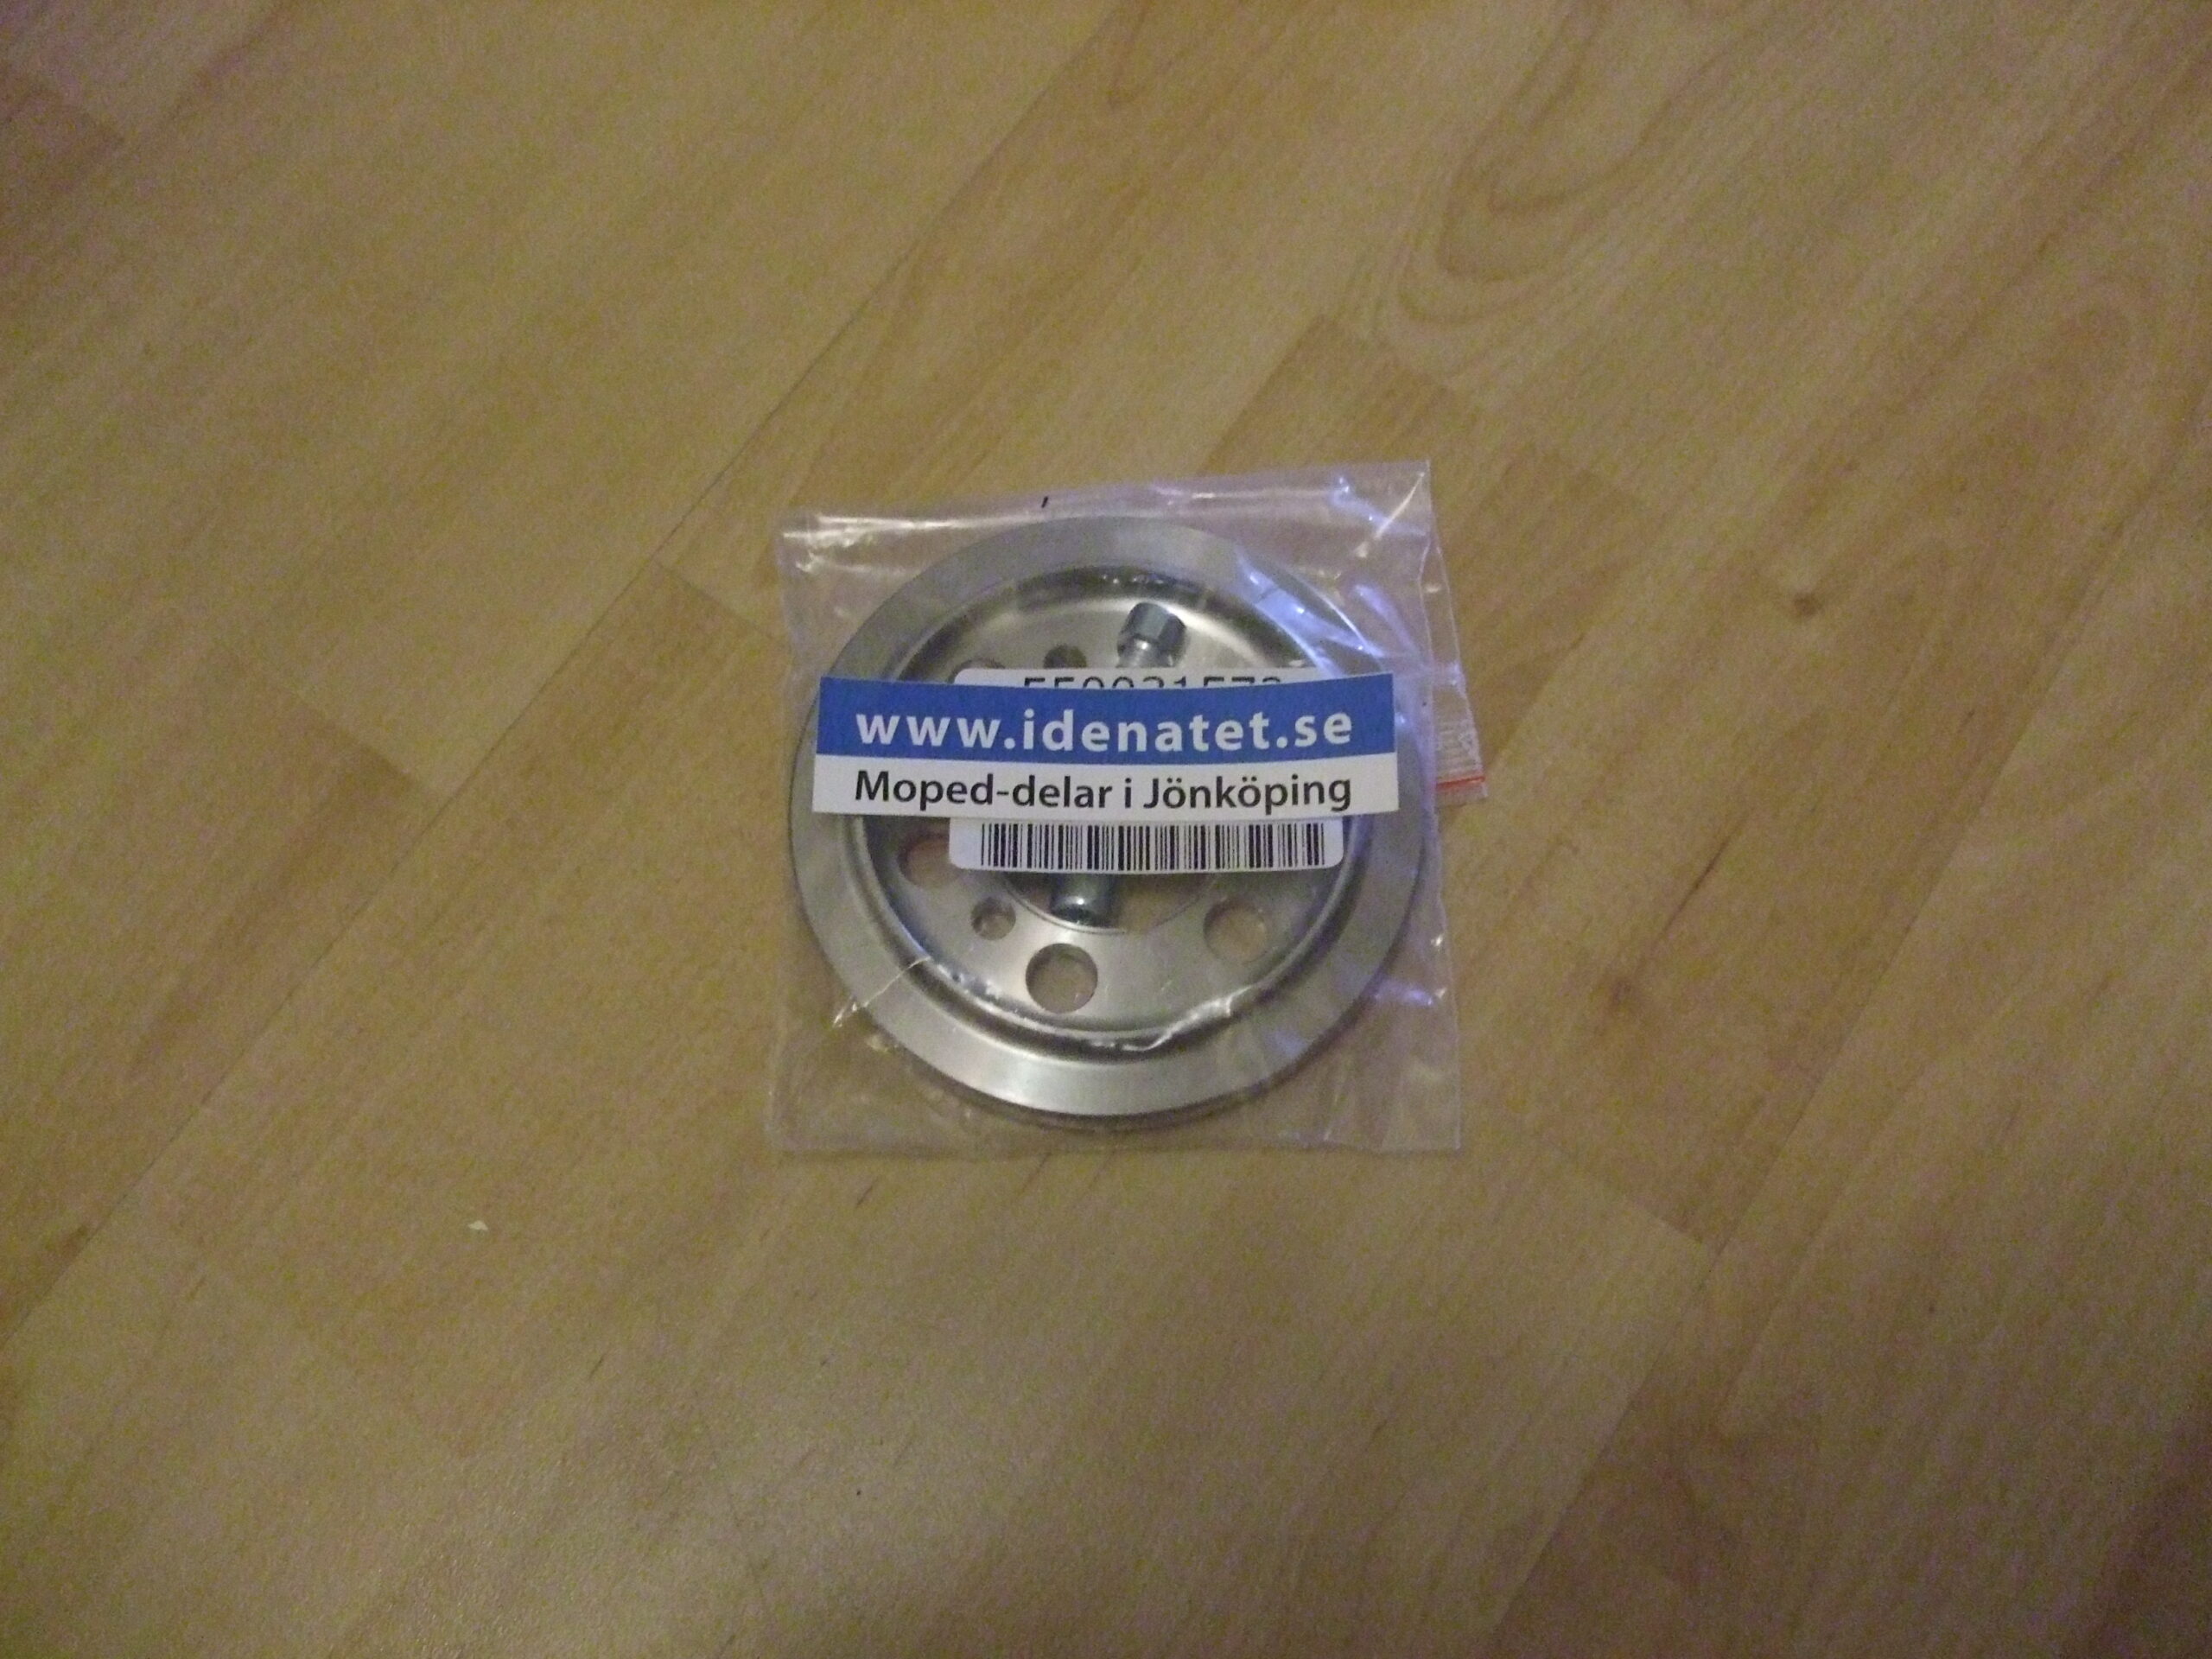 www.idenatet.se
Moped-delar i Jönköping